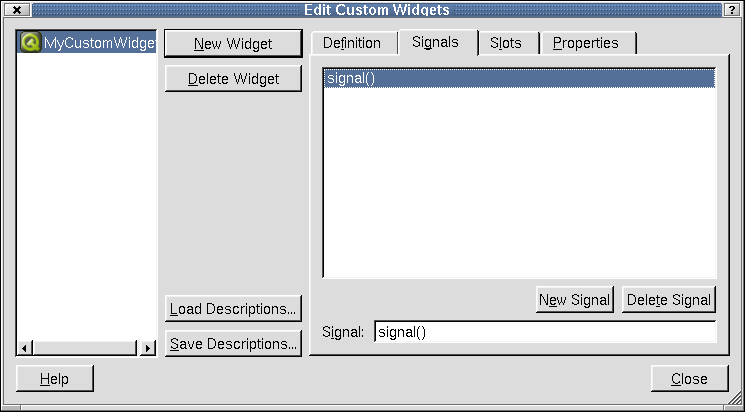 Edit Custom Widgets
MyCustomWidge
New Widget
Delete Widget
Load Descriptions...
Save Descriptions...
Definition
Signals
Slots
Properties
signal()
New Signal
Delete Signal
Signal: signal()
Help
Close